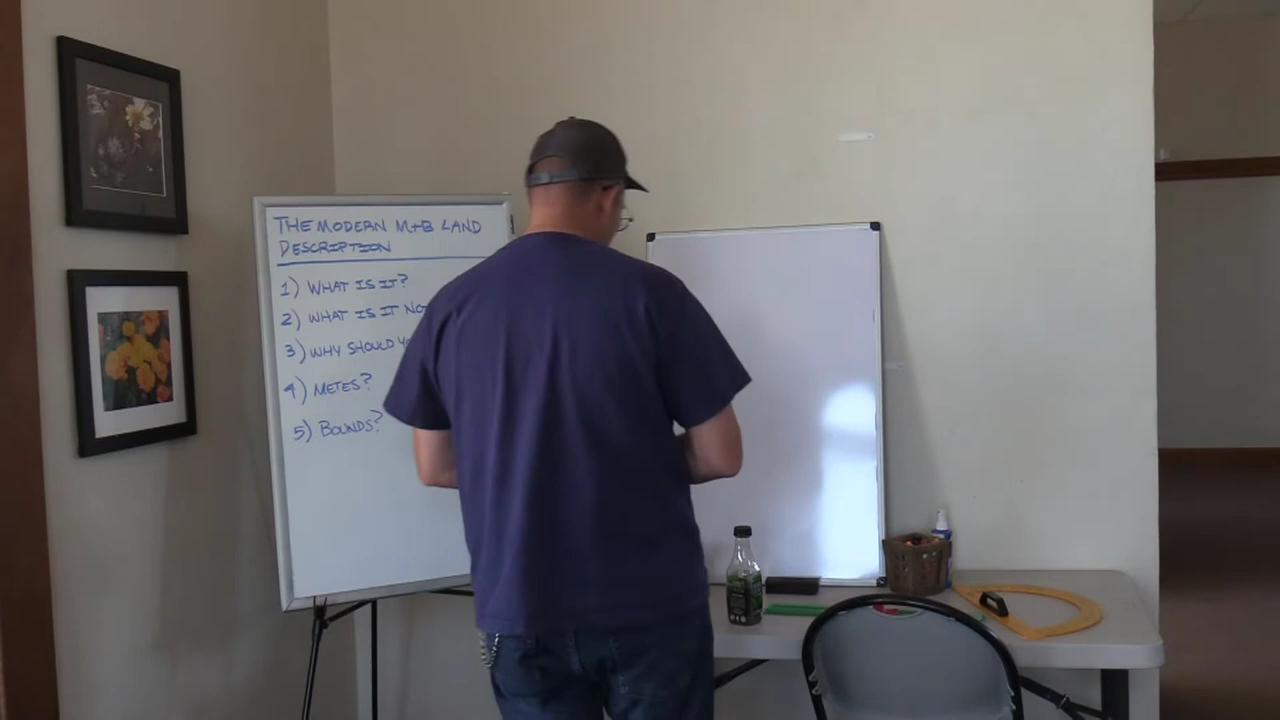 THE MODERN M+B LAND
DESCRIPTION
1) WHAT IS IT?
2) WHAT IS IT
3) WHY SHOULD
4) METES?
5) BOUNDS?